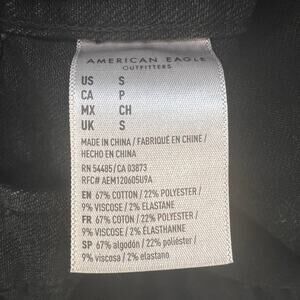 AMERICAN EAGLE
OUTFITTERS
US S
CA P
MX CH
UK S
MADE IN CHINA / FABRIQUÉ EN CHINE /
HECHO EN CHINA
RN 54485/CA 03873
RFC# AEM120605U9A
EN 67% COTTON / 22% POLYESTER /
9% VISCOSE / 2% ELASTANE
FR 67% COTON / 22% POLYESTER /
9% VISCOSE / 2% ÉLASTHANNE
SP 67% algodón / 22% poliéster /
9% viscosa / 2% elastano